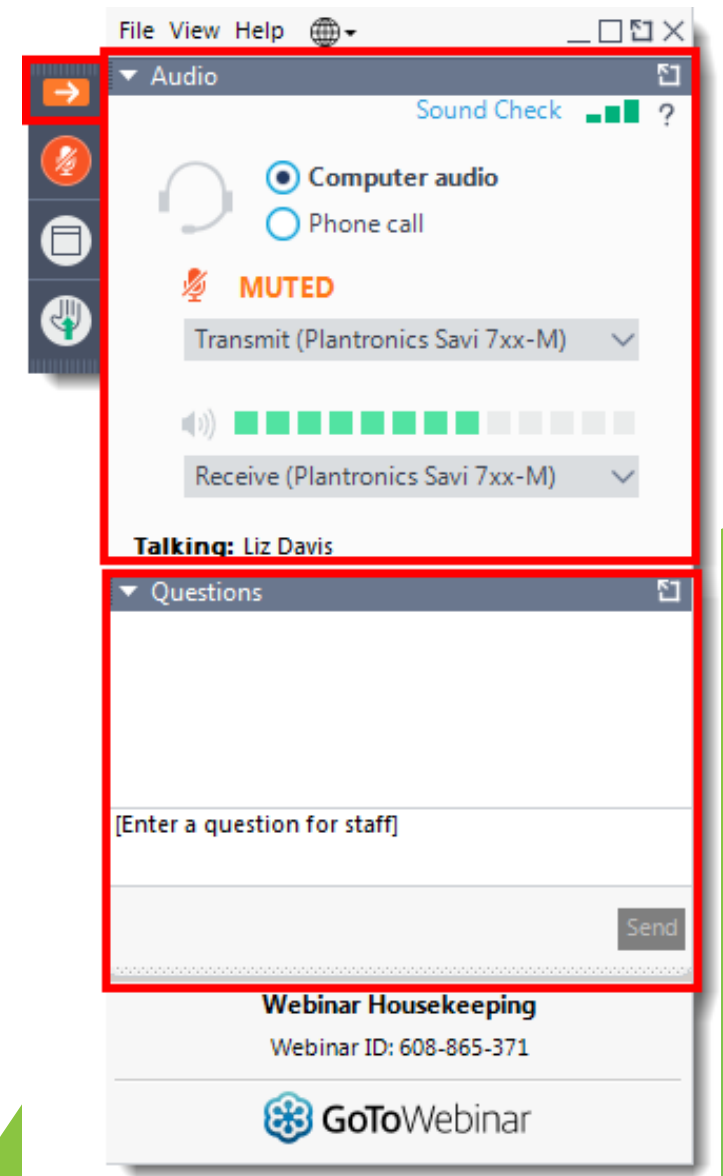 File View Help
Audio
Sound Check ?
Computer audio
Phone call
MUTED
Transmit (Plantronics Savi 7xx-M)
Receive (Plantronics Savi 7xx-M)
Talking: Liz Davis
Questions
[Enter a question for staff]
Send
Webinar Housekeeping
Webinar ID: 608-865-371
GoToWebinar